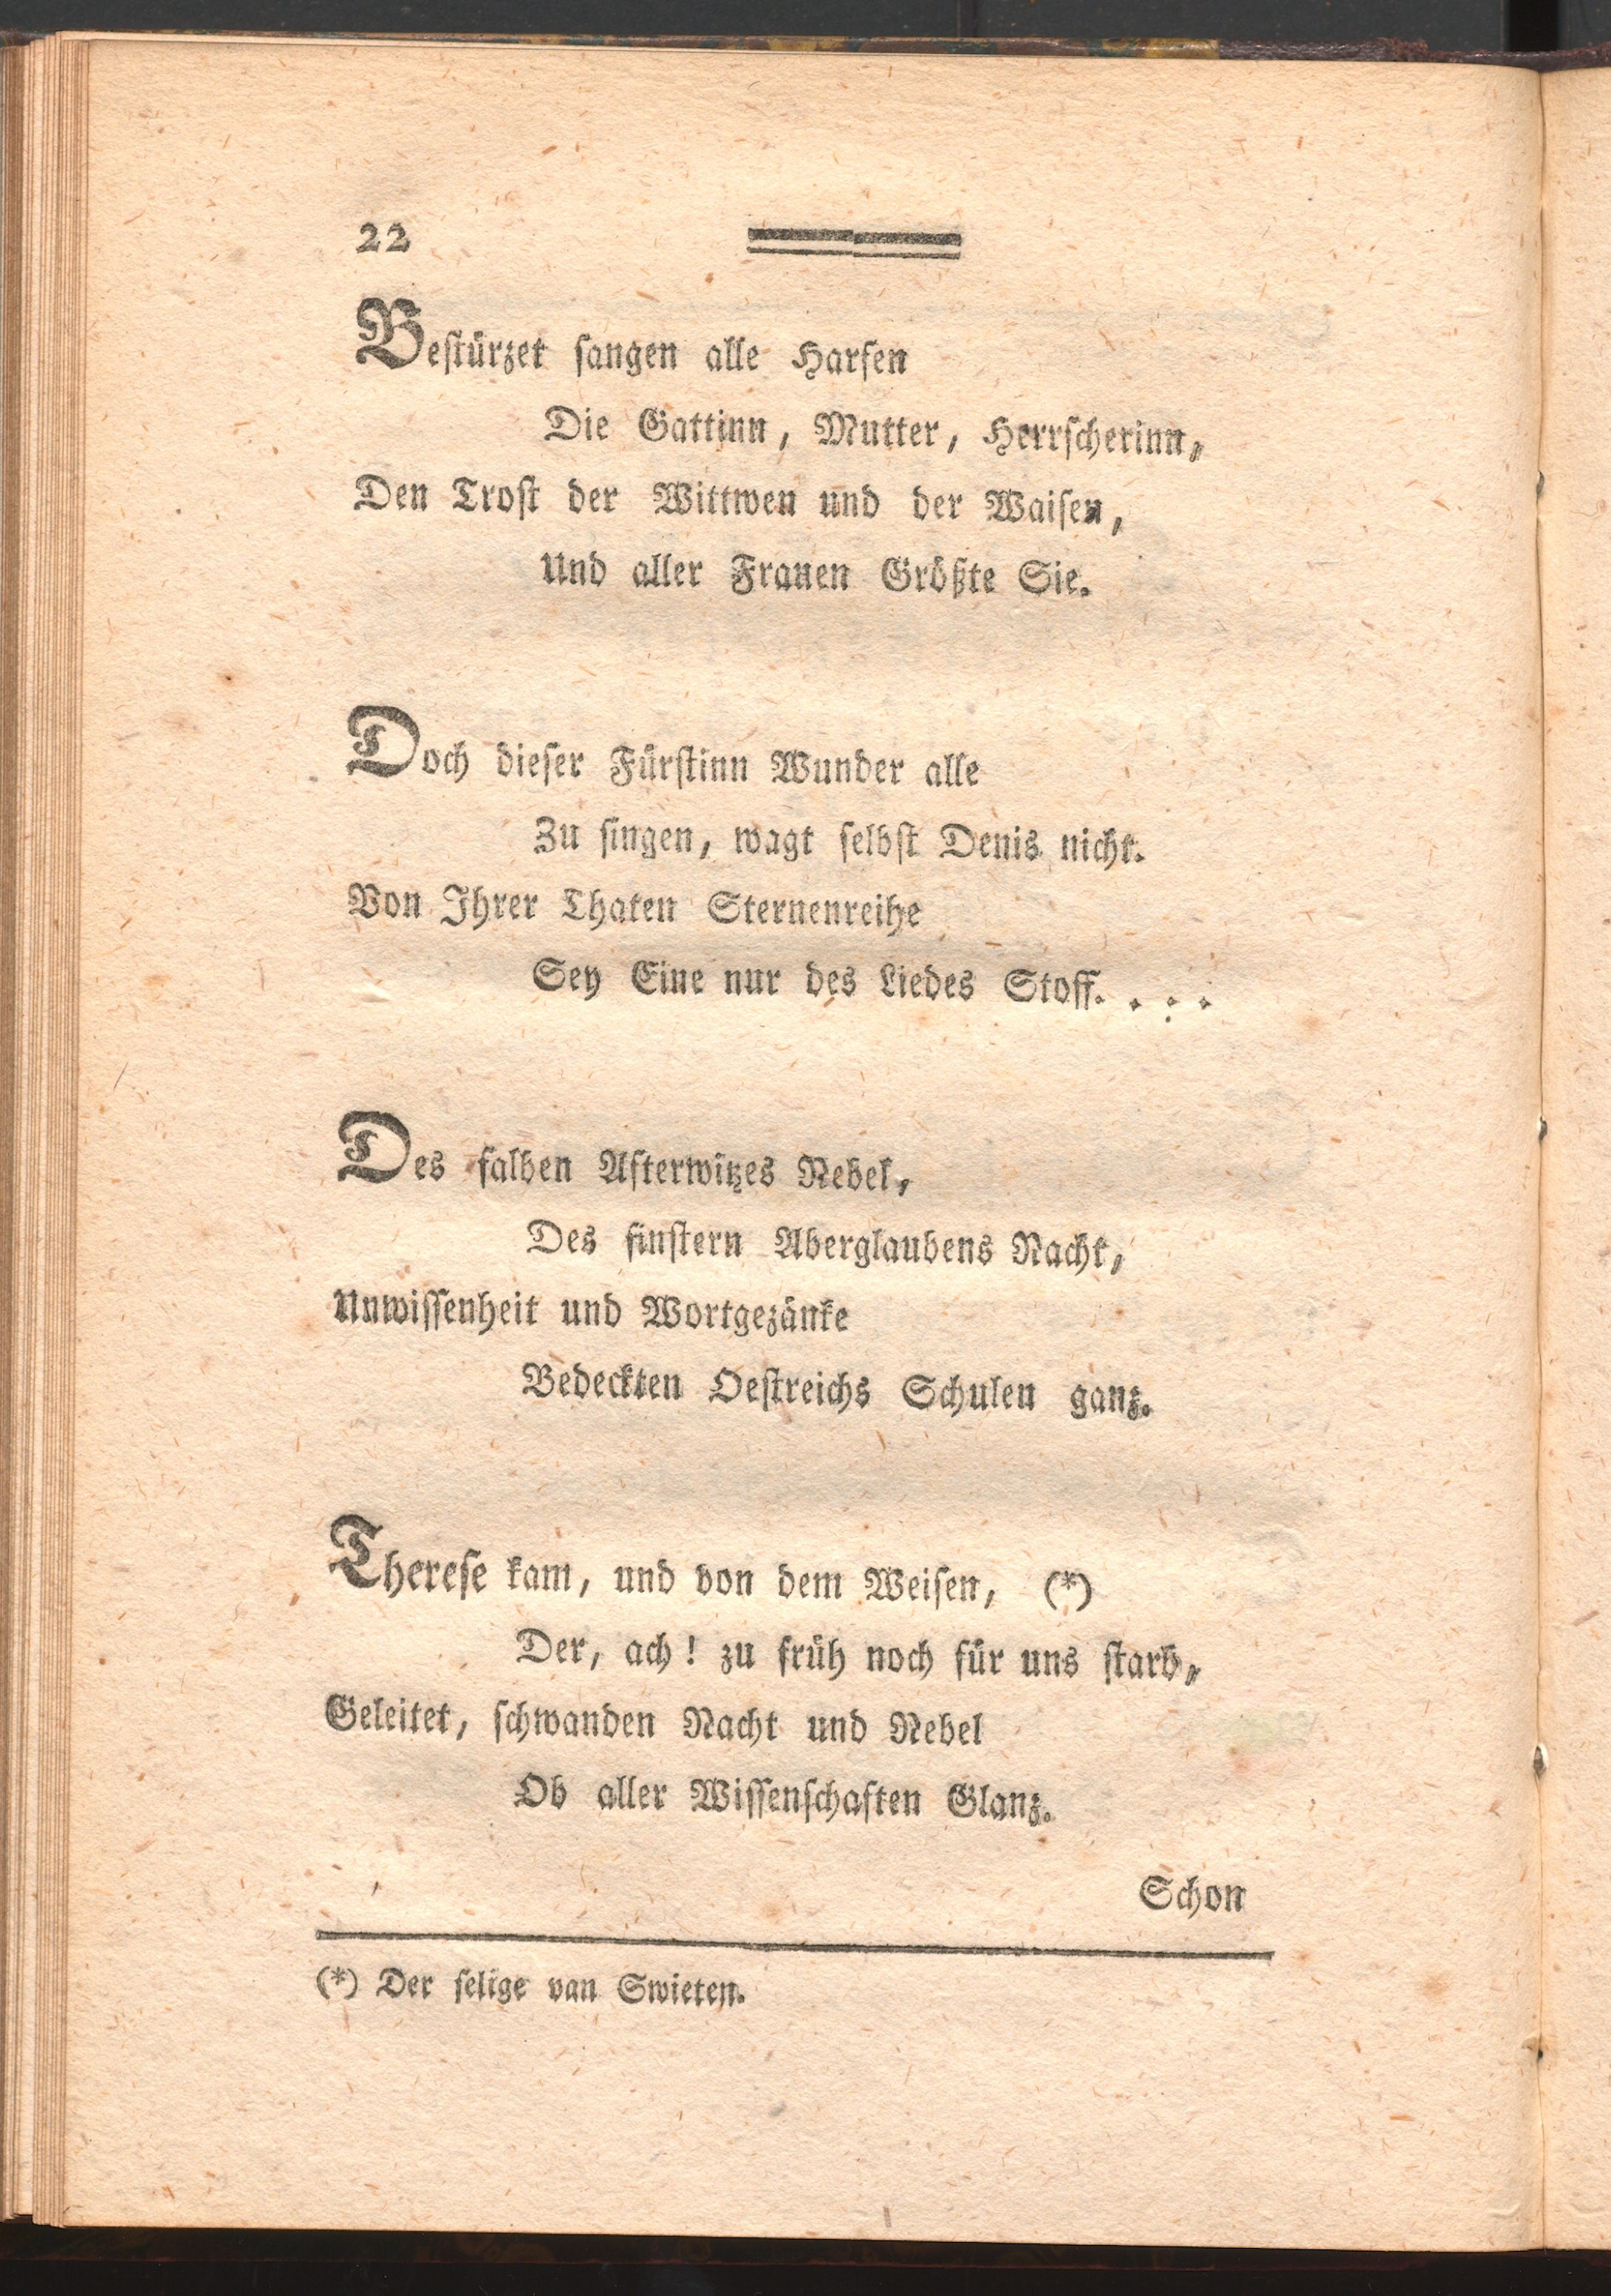 22
Bestürzet sangen alle Harfen
Die Gattinn, Mutter, Herrscherinn,
Den Trost der Wittwen und der Waisen,
Und aller Frauen Größte Sie.
Doch dieser Fürstinn Wunder alle
Zu singen, wagt selbst Denis nicht.
Von Ihrer Thaten Sternenreihe
Sey Eine nur des Liedes Stoff. . . .
Des falben Afterwitzes Nebel,
Des finstern Aberglaubens Nacht,
Unwissenheit und Wortgezänke
Bedeckten Oestreichs Schulen ganz.
Therese kam, und von dem Weisen, (*)
Der, ach! zu früh noch für uns starb,
Geleitet, schwanden Nacht und Nebel
Ob aller Wissenschaften Glanz.
Schon
(*) Der selige van Swieten.